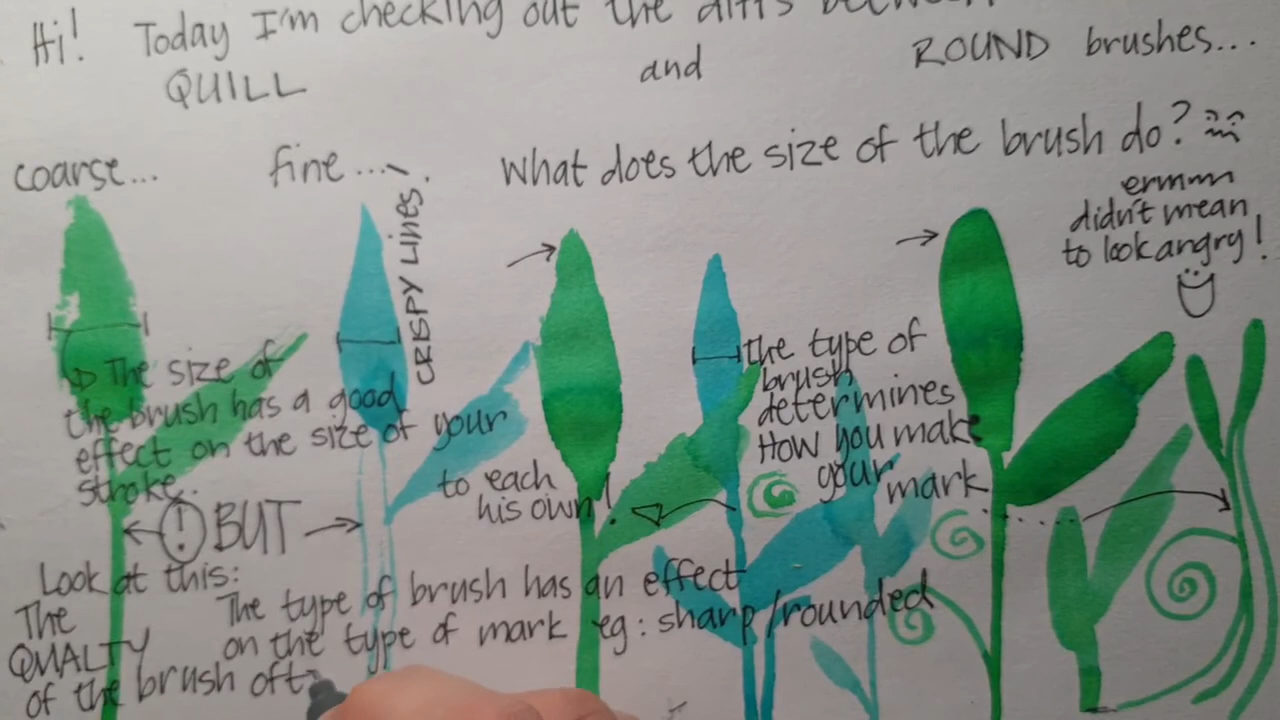 Hi! Today I'm checking out the diffs between
QUILL and ROUND brushes...
coarse... fine...
CRISPY LINES!
What does the size of the brush do?
ermmm
didn't mean
to look angry!
The size of
the brush has a good
effect on the size of your
stroke.
to each
his own!
the type of
brush
determines
HOW you make
your mark
! BUT
Look at this:
The type of brush has an effect
on the type of mark eg: sharp/rounded
The
QUALTY
of the brush oft